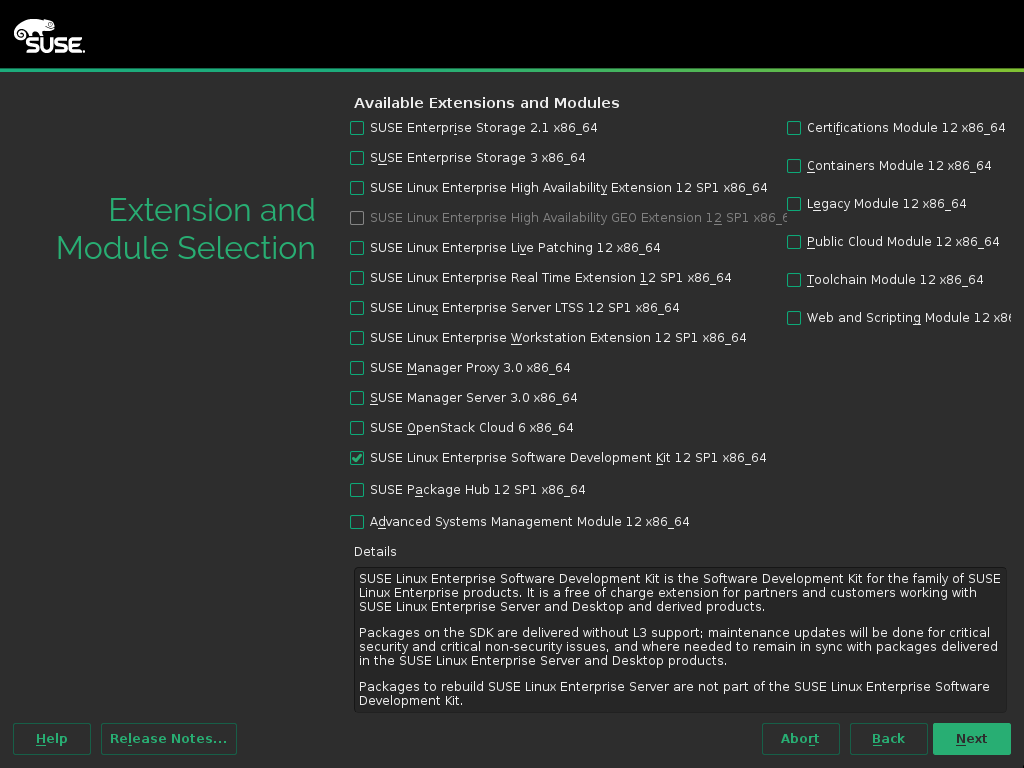 SUSE
Extension and
Module Selection
Available Extensions and Modules
SUSE Enterprise Storage 2.1 x86_64
SUSE Enterprise Storage 3 x86_64
SUSE Linux Enterprise High Availability Extension 12 SP1 x86_64
SUSE Linux Enterprise High Availability GEO Extension 12 SP1 x86_6
SUSE Linux Enterprise Live Patching 12 x86_64
SUSE Linux Enterprise Real Time Extension 12 SP1 x86_64
SUSE Linux Enterprise Server LTSS 12 SP1 x86_64
SUSE Linux Enterprise Workstation Extension 12 SP1 x86_64
SUSE Manager Proxy 3.0 x86_64
SUSE Manager Server 3.0 x86_64
SUSE OpenStack Cloud 6 x86_64
SUSE Linux Enterprise Software Development Kit 12 SP1 x86_64
SUSE Package Hub 12 SP1 x86_64
Advanced Systems Management Module 12 x86_64
Certifications Module 12 x86_64
Containers Module 12 x86_64
Legacy Module 12 x86_64
Public Cloud Module 12 x86_64
Toolchain Module 12 x86_64
Web and Scripting Module 12 x86
Details
SUSE Linux Enterprise Software Development Kit is the Software Development Kit for the family of SUSE
Linux Enterprise products. It is a free of charge extension for partners and customers working with
SUSE Linux Enterprise Server and Desktop and derived products.
Packages on the SDK are delivered without L3 support; maintenance updates will be done for critical
security and critical non-security issues, and where needed to remain in sync with packages delivered
in the SUSE Linux Enterprise Server and Desktop products.
Packages to rebuild SUSE Linux Enterprise Server are not part of the SUSE Linux Enterprise Software
Development Kit.
Help
Release Notes...
Abort
Back
Next